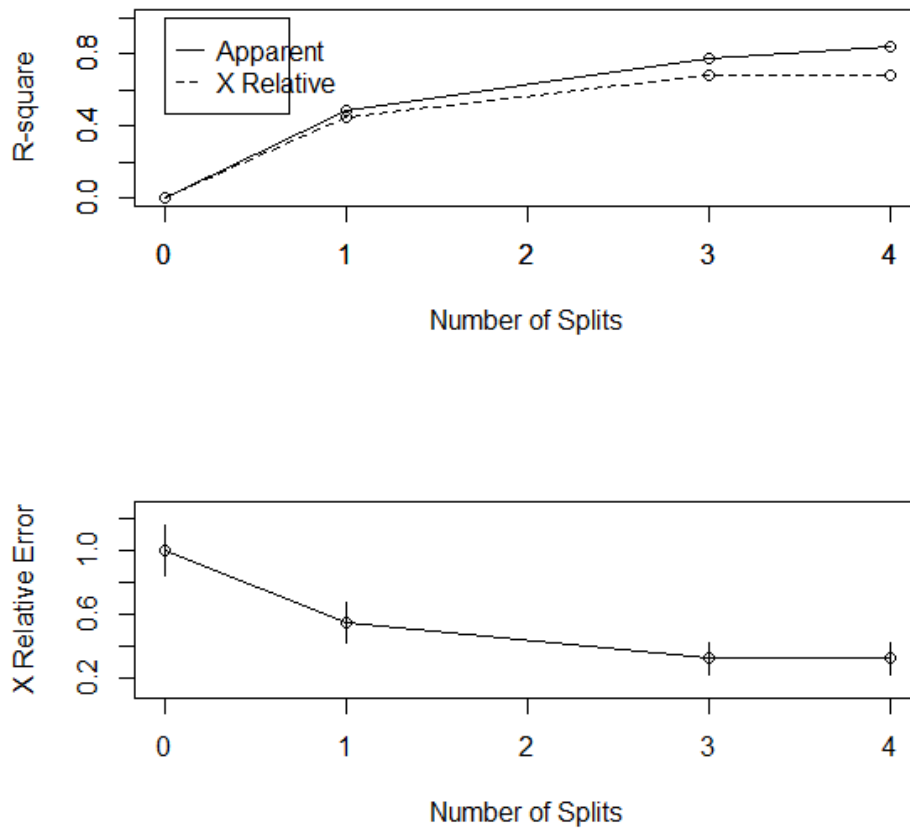 R-square
0.0 0.4 0.8
Apparent
X Relative
0 1 2 3 4
Number of Splits
X Relative Error
0.2 0.6 1.0
0 1 2 3 4
Number of Splits